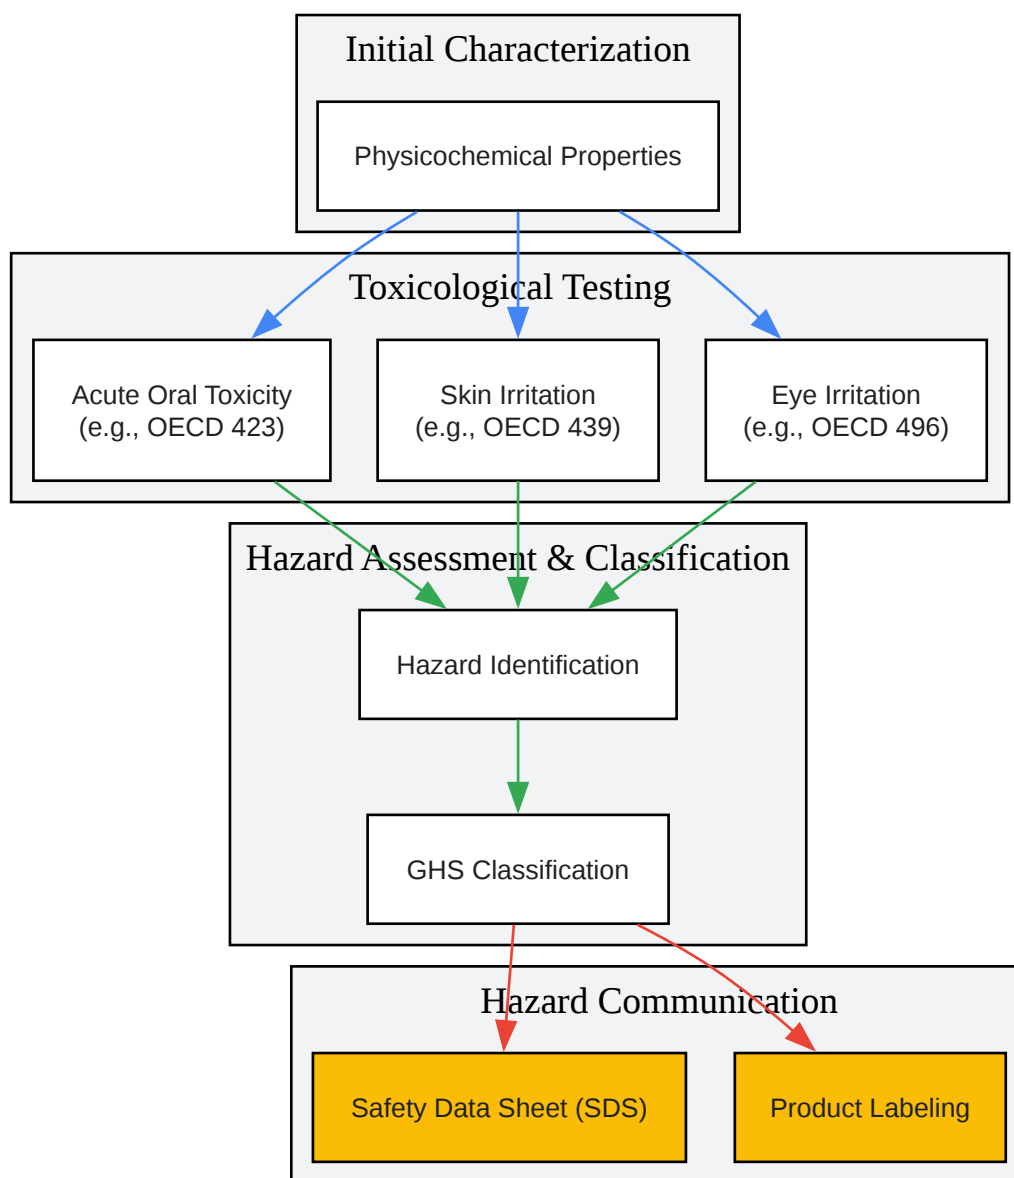 Initial Characterization
Physicochemical Properties
Toxicological Testing
Acute Oral Toxicity
(e.g., OECD 423)
Skin Irritation
(e.g., OECD 439)
Eye Irritation
(e.g., OECD 496)
Hazard Assessment & Classification
Hazard Identification
GHS Classification
Hazard Communication
Safety Data Sheet (SDS)
Product Labeling